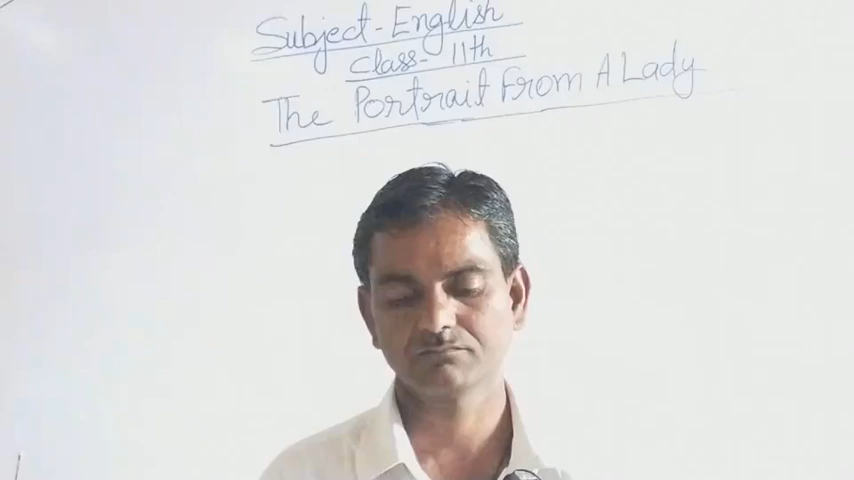 Subject-English
Class- 11th
The Portrait From A Lady